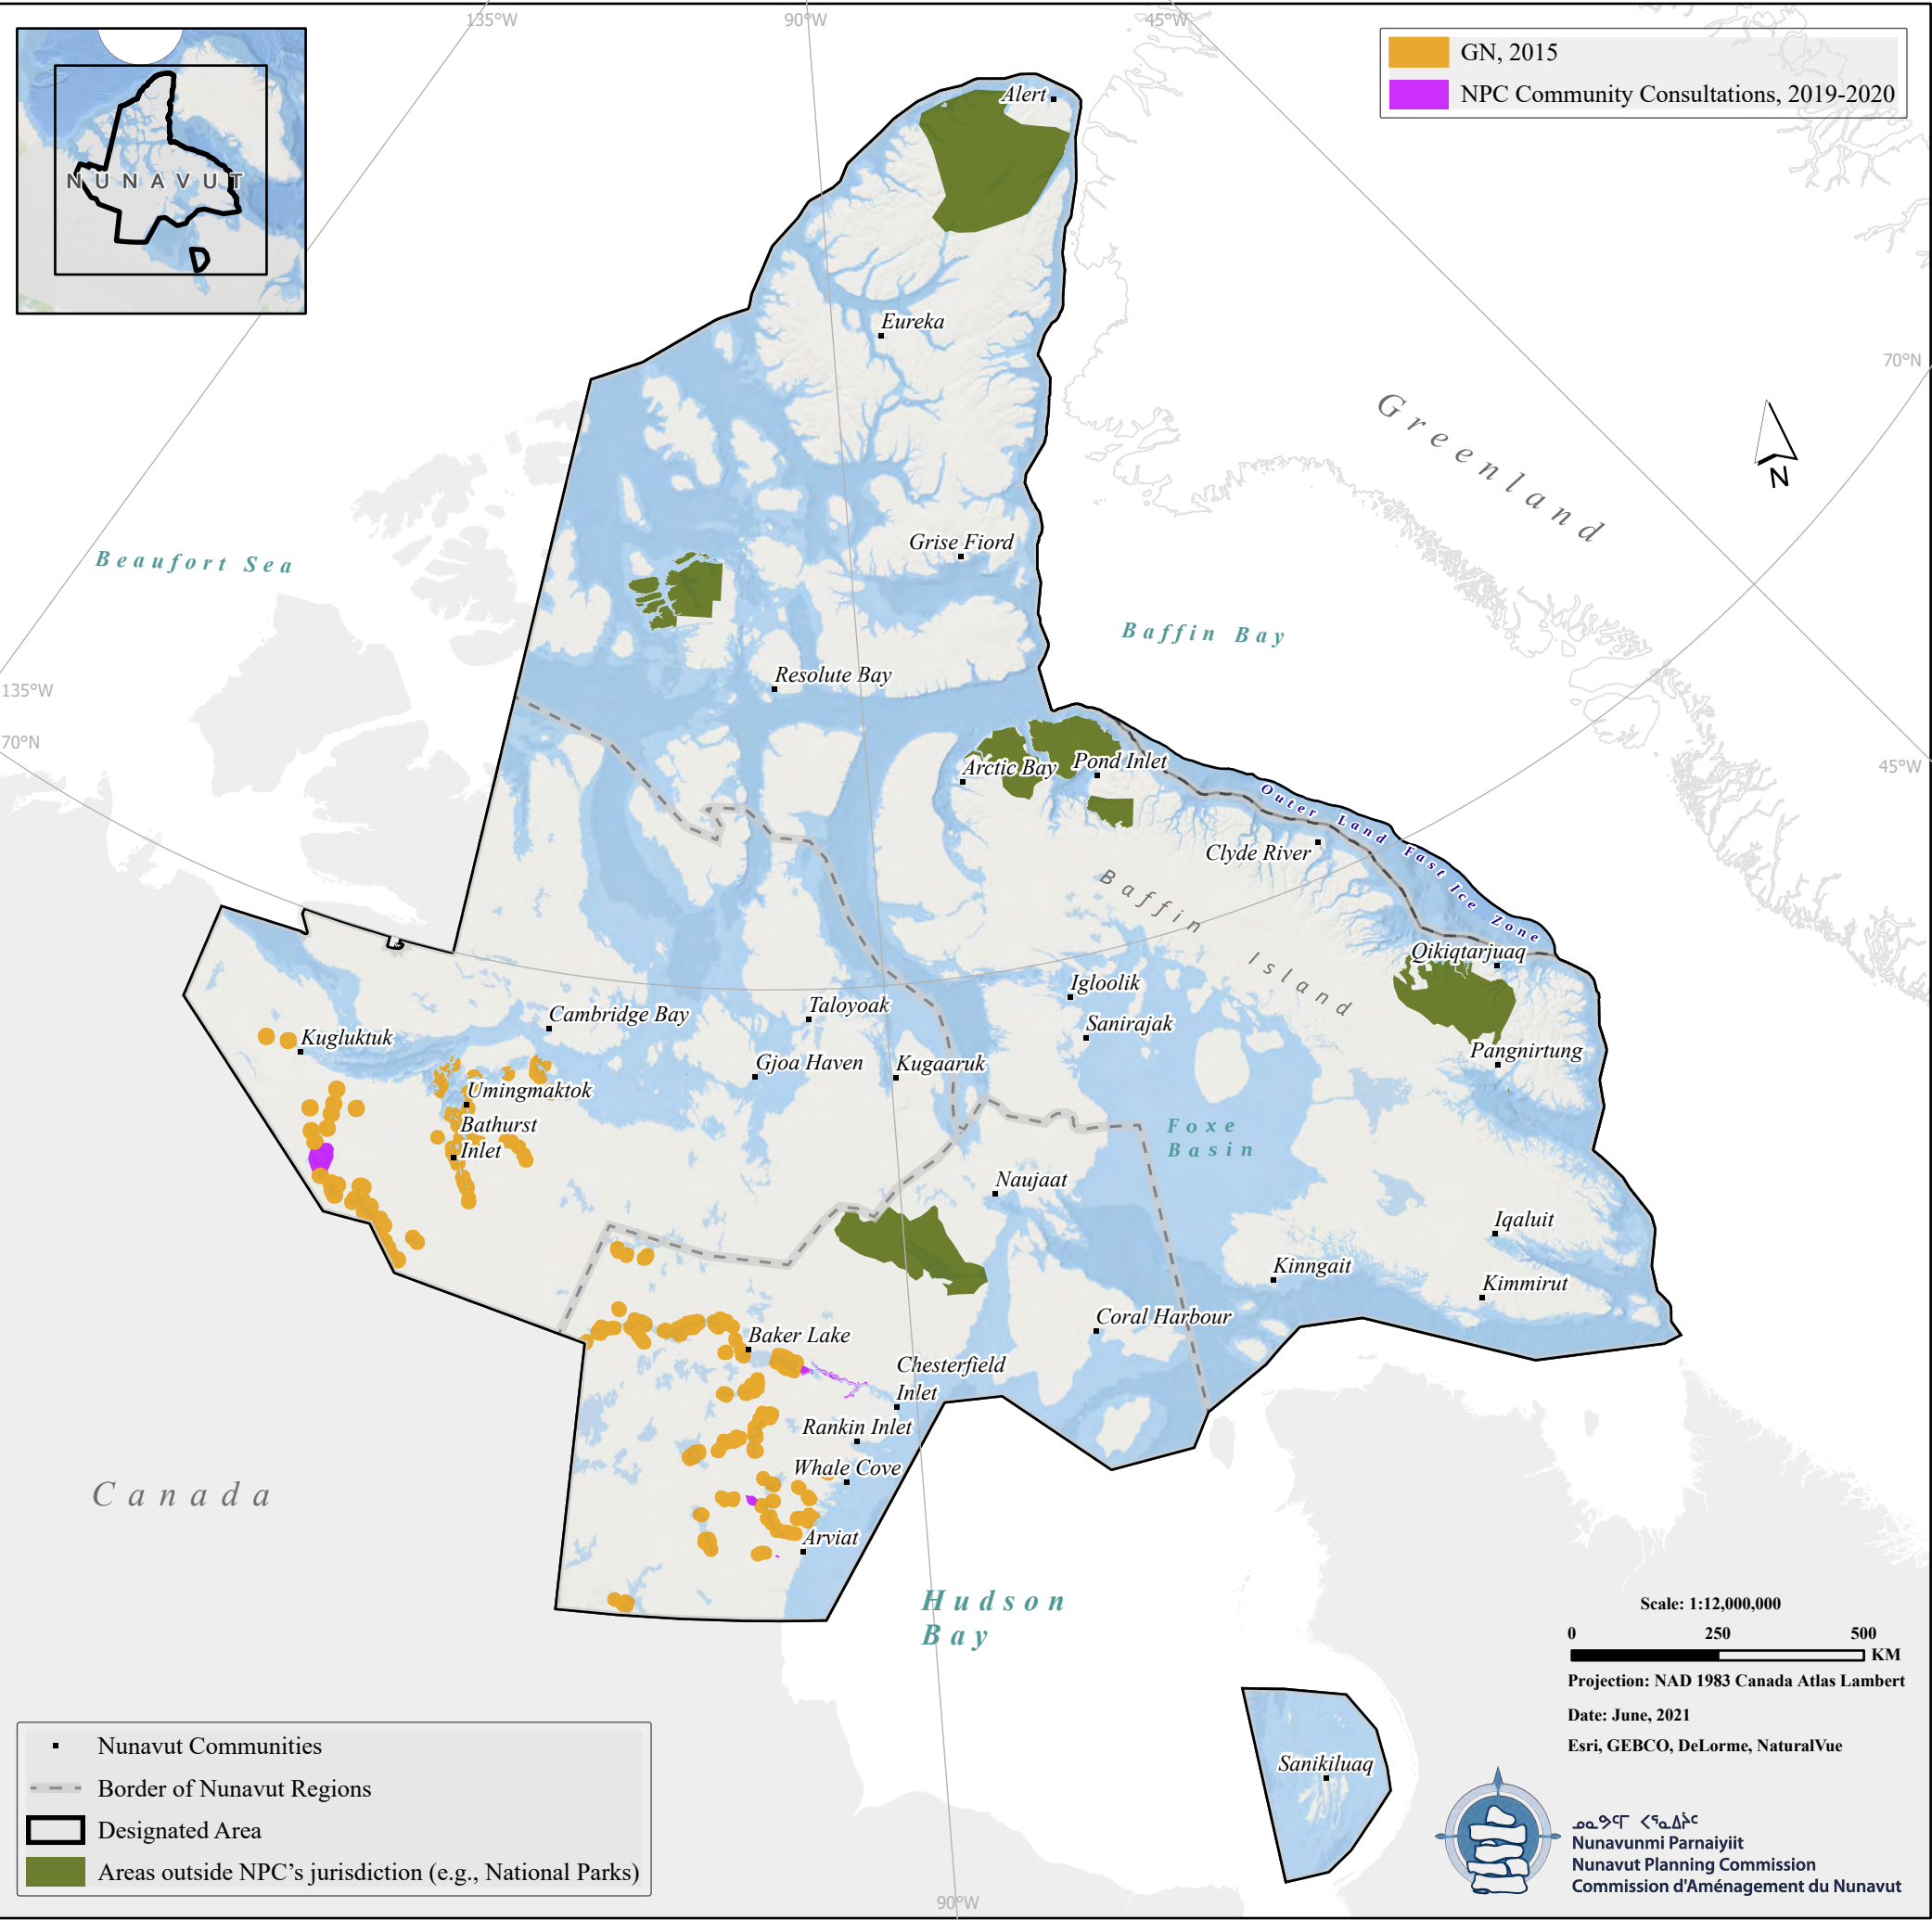 135°W
90°W
45°W
GN, 2015
NPC Community Consultations, 2019-2020
NUNAVUT
Alert
Eureka
70°N
Greenland
N
Grise Fiord
Beaufort Sea
Baffin Bay
Resolute Bay
135°W
70°N
45°W
Arctic Bay
Pond Inlet
Outer Land Fast Ice Zone
Clyde River
Baffin Island
Qikiqtarjuaq
Igloolik
Taloyoak
Cambridge Bay
Sanirajak
Kugluktuk
Pangnirtung
Gjoa Haven
Kugaaruk
Umingmaktok
Bathurst
Inlet
Foxe
Basin
Naujaat
Iqaluit
Kinngait
Kimmirut
Coral Harbour
Baker Lake
Chesterfield
Inlet
Rankin Inlet
Whale Cove
Canada
Arviat
Hudson
Bay
Scale: 1:12,000,000
0 250 500
KM
Projection: NAD 1983 Canada Atlas Lambert
Date: June, 2021
Esri, GEBCO, DeLorme, NaturalVue
Sanikiluaq
Nunavut Communities
Border of Nunavut Regions
Designated Area
Areas outside NPC's jurisdiction (e.g., National Parks)
ᓄᓇᕗᒻᒥ ᐸᕐᓇᐃᔩᑦ
Nunavunmi Parnaiyiit
Nunavut Planning Commission
Commission d'Aménagement du Nunavut
90°W